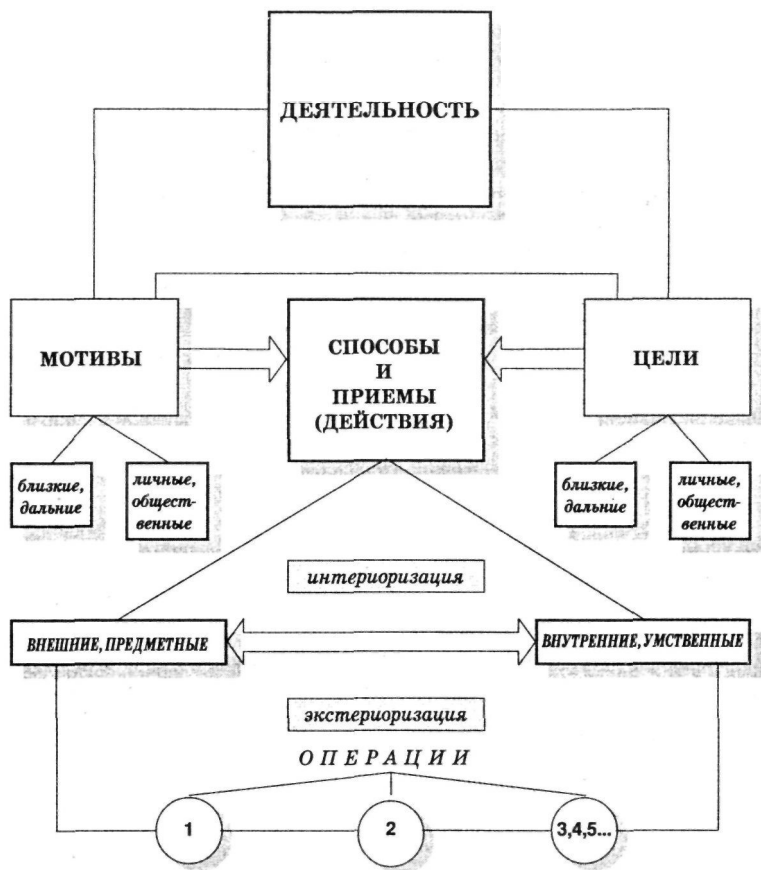 ДЕЯТЕЛЬНОСТЬ
МОТИВЫ
СПОСОБЫ
И
ПРИЕМЫ
(ДЕЙСТВИЯ)
ЦЕЛИ
близкие,
дальние
личные,
общест-
венные
близкие,
дальние
личные,
общест-
венные
интериоризация
ВНЕШНИЕ, ПРЕДМЕТНЫЕ
ВНУТРЕННИЕ, УМСТВЕННЫЕ
экстериоризация
ОПЕРАЦИИ
1
2
3,4,5...